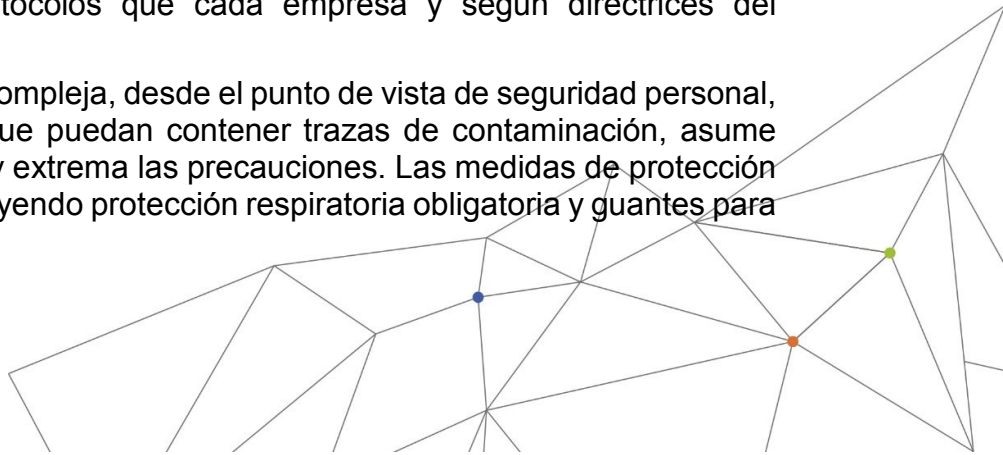 tocolos que cada empresa y según directrices del
ompleja, desde el punto de vista de seguridad personal,
ue puedan contener trazas de contaminación, asume
y extrema las precauciones. Las medidas de protección
yendo protección respiratoria obligatoria y guantes para